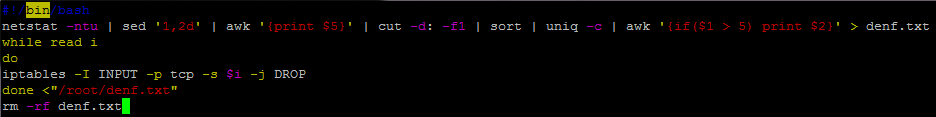 #!/bin/bash
netstat -ntu | sed '1,2d' | awk '{print $5}' | cut -d: -f1 | sort | uniq -c | awk '{if($1 > 5) print $2}' > denf.txt
while read i
do
iptables -I INPUT -p tcp -s $i -j DROP
done <"/root/denf.txt"
rm -rf denf.txt